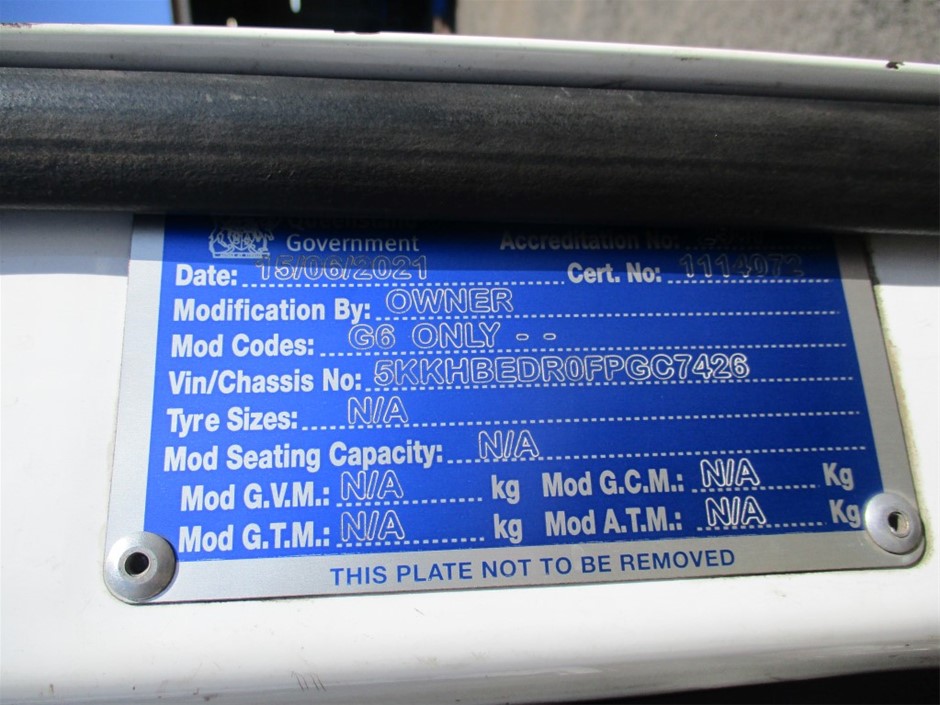 Government Accreditation No:
Date: 15/06/2021 Cert. No: 1114072
Modification By: OWNER
Mod Codes: G6 ONLY - -
Vin/Chassis No: 5KKHBEDR0FPGC7426
Tyre Sizes: N/A
Mod Seating Capacity: N/A
Mod G.V.M.: N/A kg Mod G.C.M.: N/A Kg
Mod G.T.M.: N/A kg Mod A.T.M.: N/A Kg
THIS PLATE NOT TO BE REMOVED